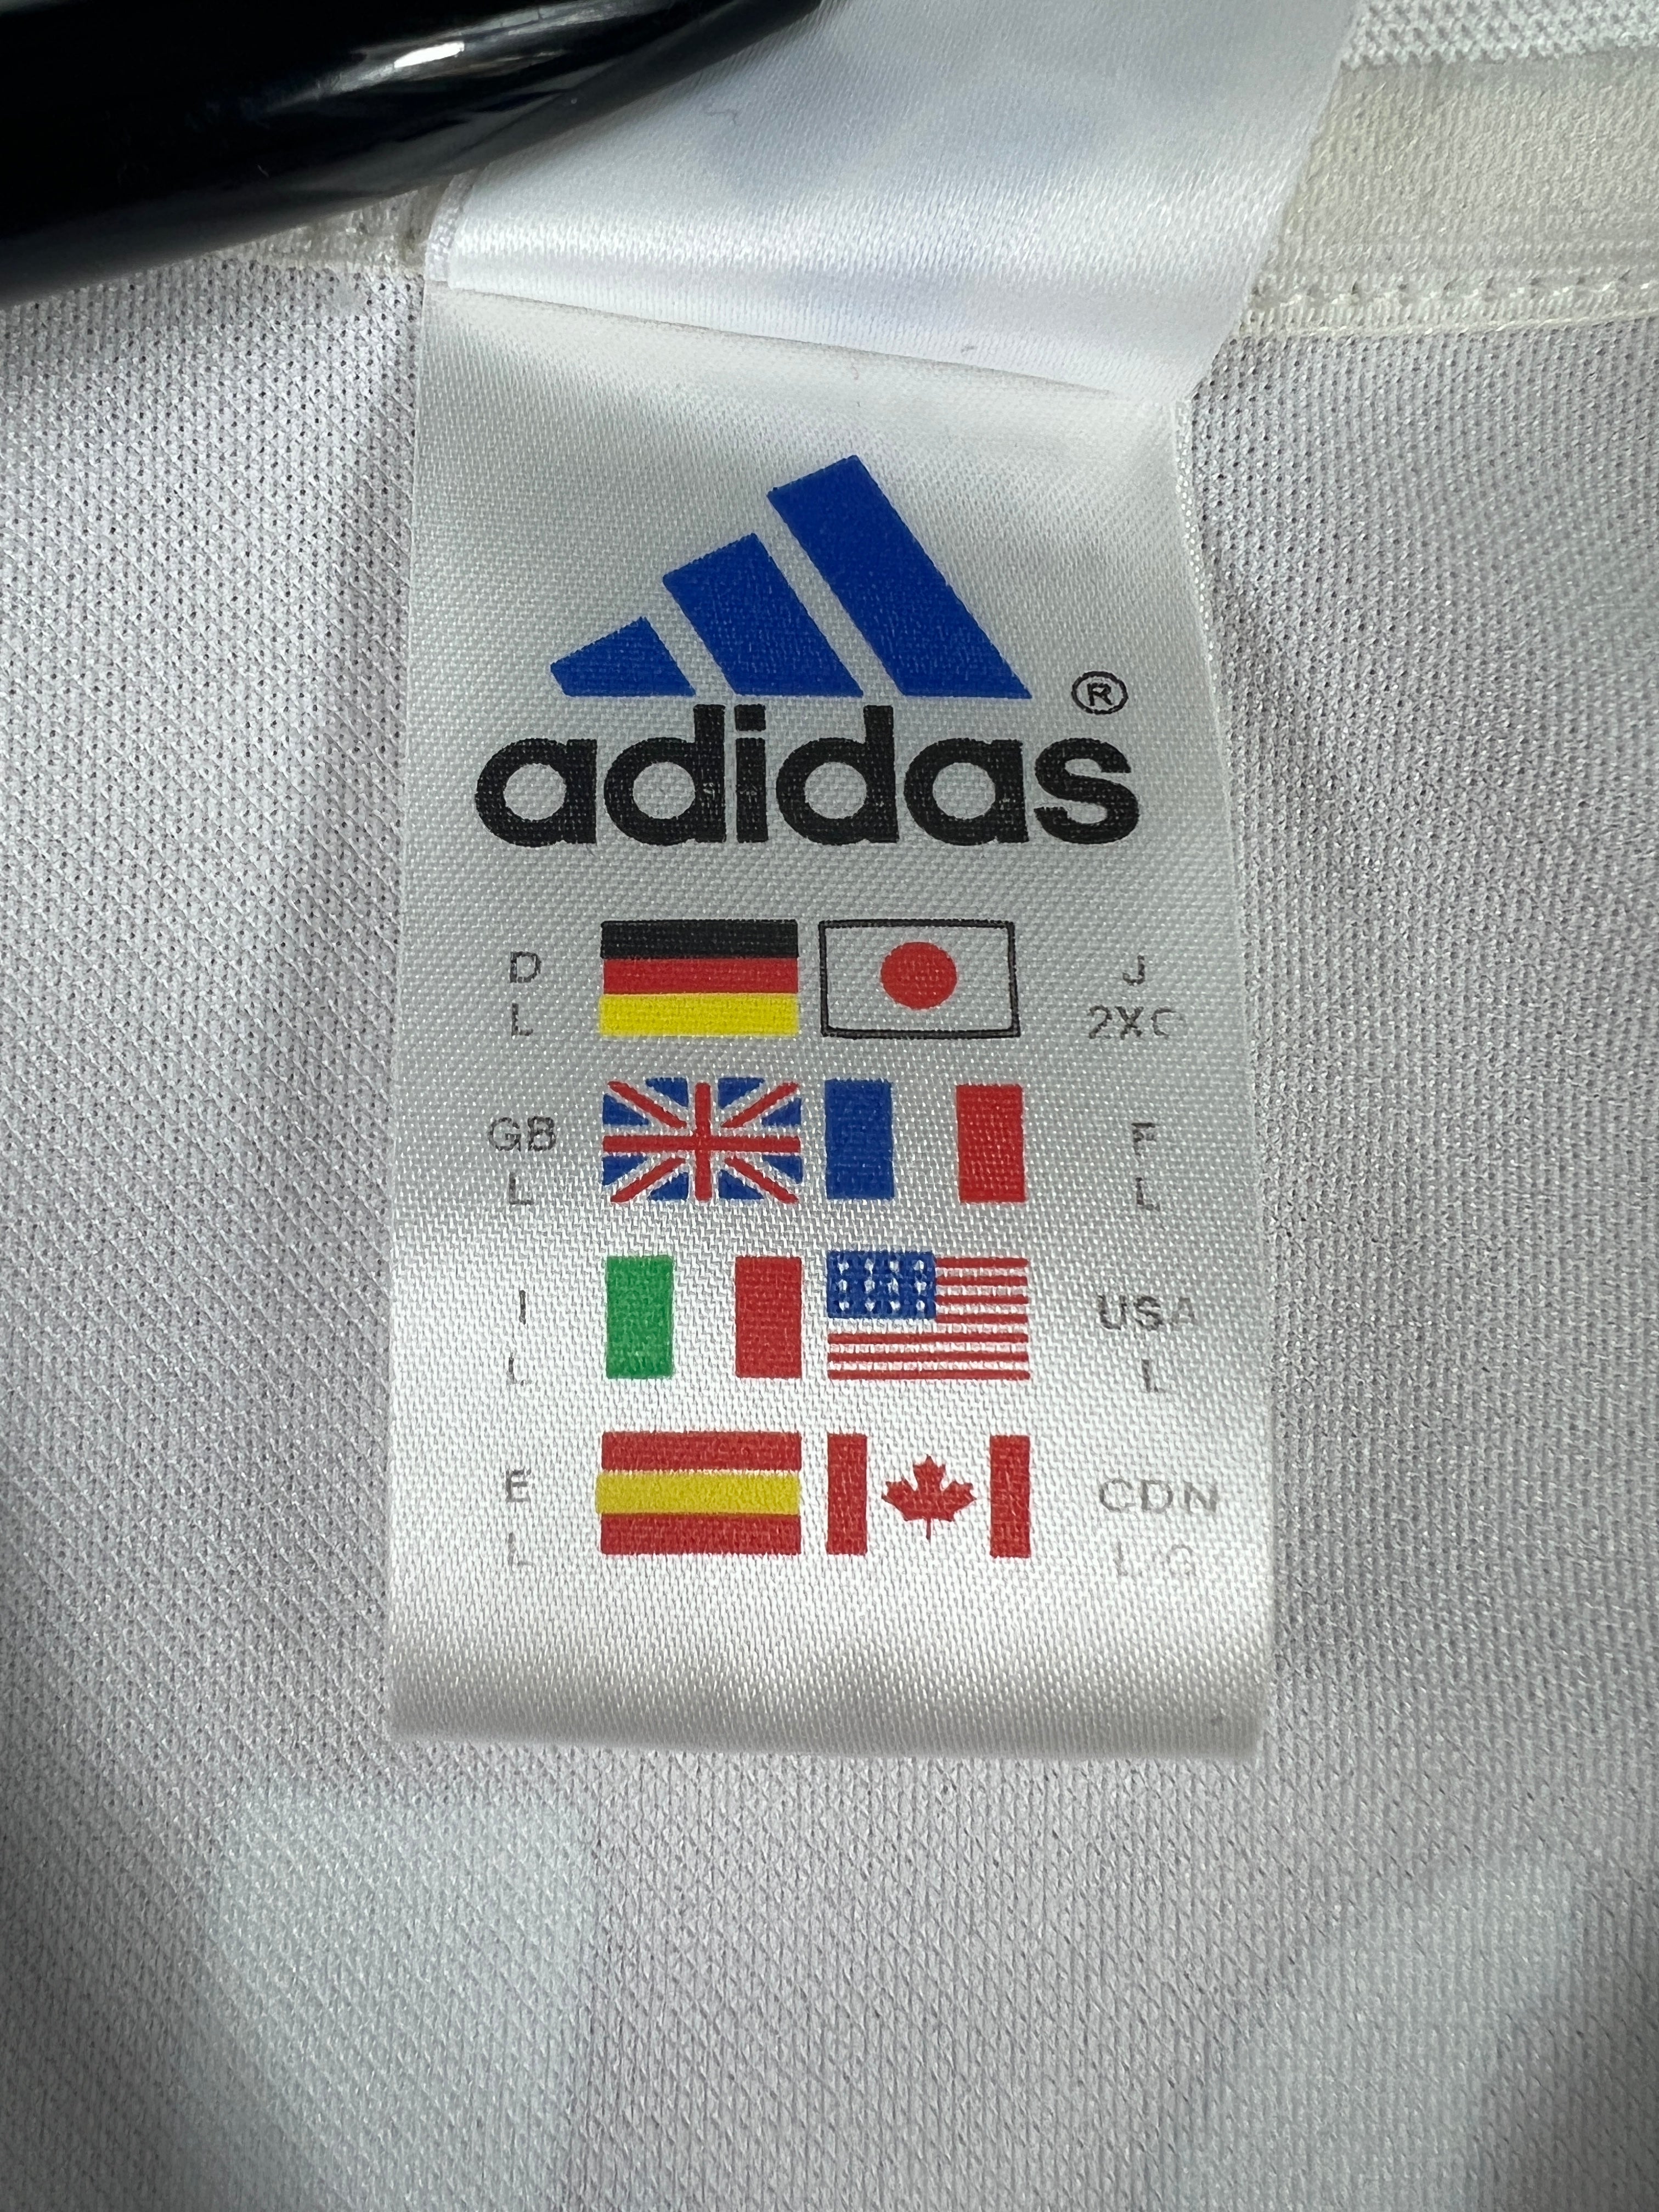 adidas®
D J
L 2XO
GB F
L L
I USA
L L
E CDN
L L/G